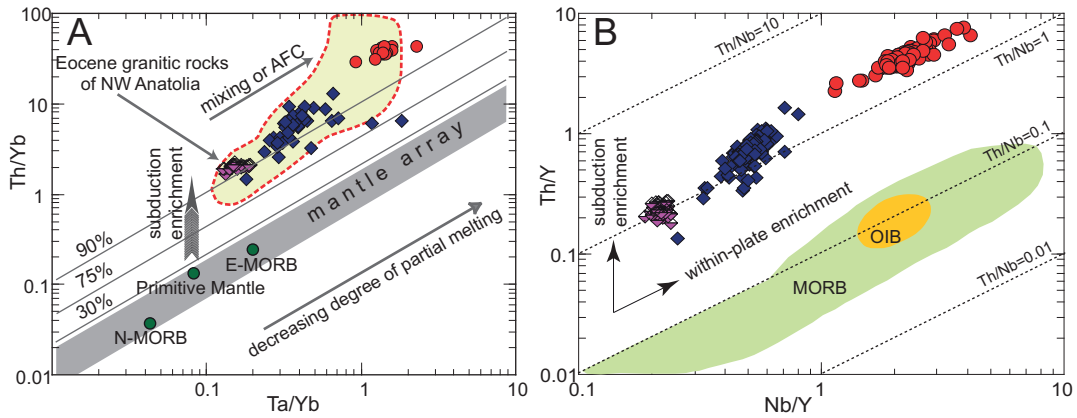 A
100
10
1
0.1
0.01
Th/Yb
Eocene granitic rocks
of NW Anatolia
mixing or AFC
subduction
enrichment
mantle array
90%
75%
30%
E-MORB
Primitive Mantle
N-MORB
decreasing degree of partial melting
0.1
1
10
Ta/Yb
B
10
1
0.1
0.01
Th/Y
Th/Nb=10
Th/Nb=1
Th/Nb=0.1
Th/Nb=0.01
subduction
enrichment
within-plate enrichment
OIB
MORB
0.1
1
10
Nb/Y